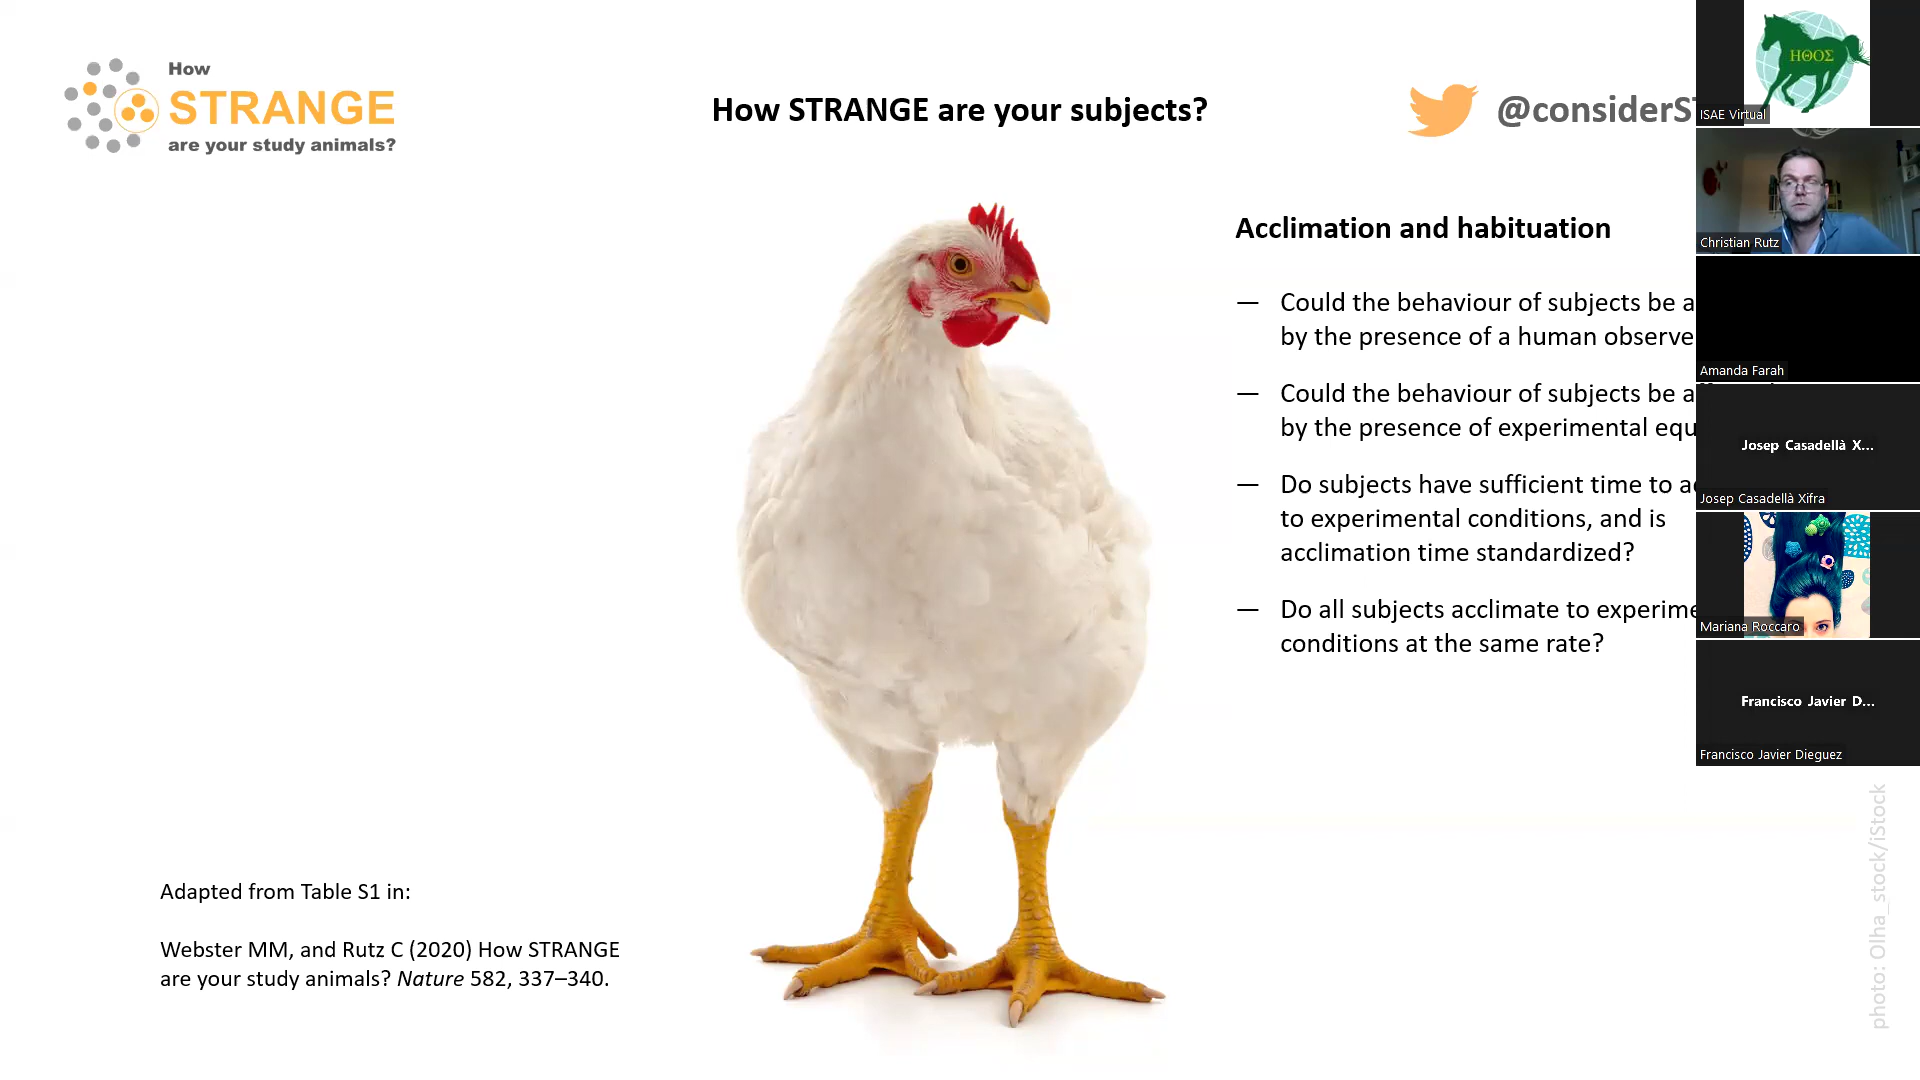 How
STRANGE
are your study animals?
How STRANGE are your subjects?
@considerS
Acclimation and habituation
— Could the behaviour of subjects be a
by the presence of a human observe
— Could the behaviour of subjects be a
by the presence of experimental equ
— Do subjects have sufficient time to a
to experimental conditions, and is
acclimation time standardized?
— Do all subjects acclimate to experime
conditions at the same rate?
Adapted from Table S1 in:
Webster MM, and Rutz C (2020) How STRANGE
are your study animals? Nature 582, 337–340.
ΗΘΟΣ
ISAE Virtual
Christian Rutz
Amanda Farah
Josep Casadellà X...
Josep Casadellà Xifra
Mariana Roccaro
Francisco Javier D...
Francisco Javier Dieguez
photo: Olha_stock/iStock